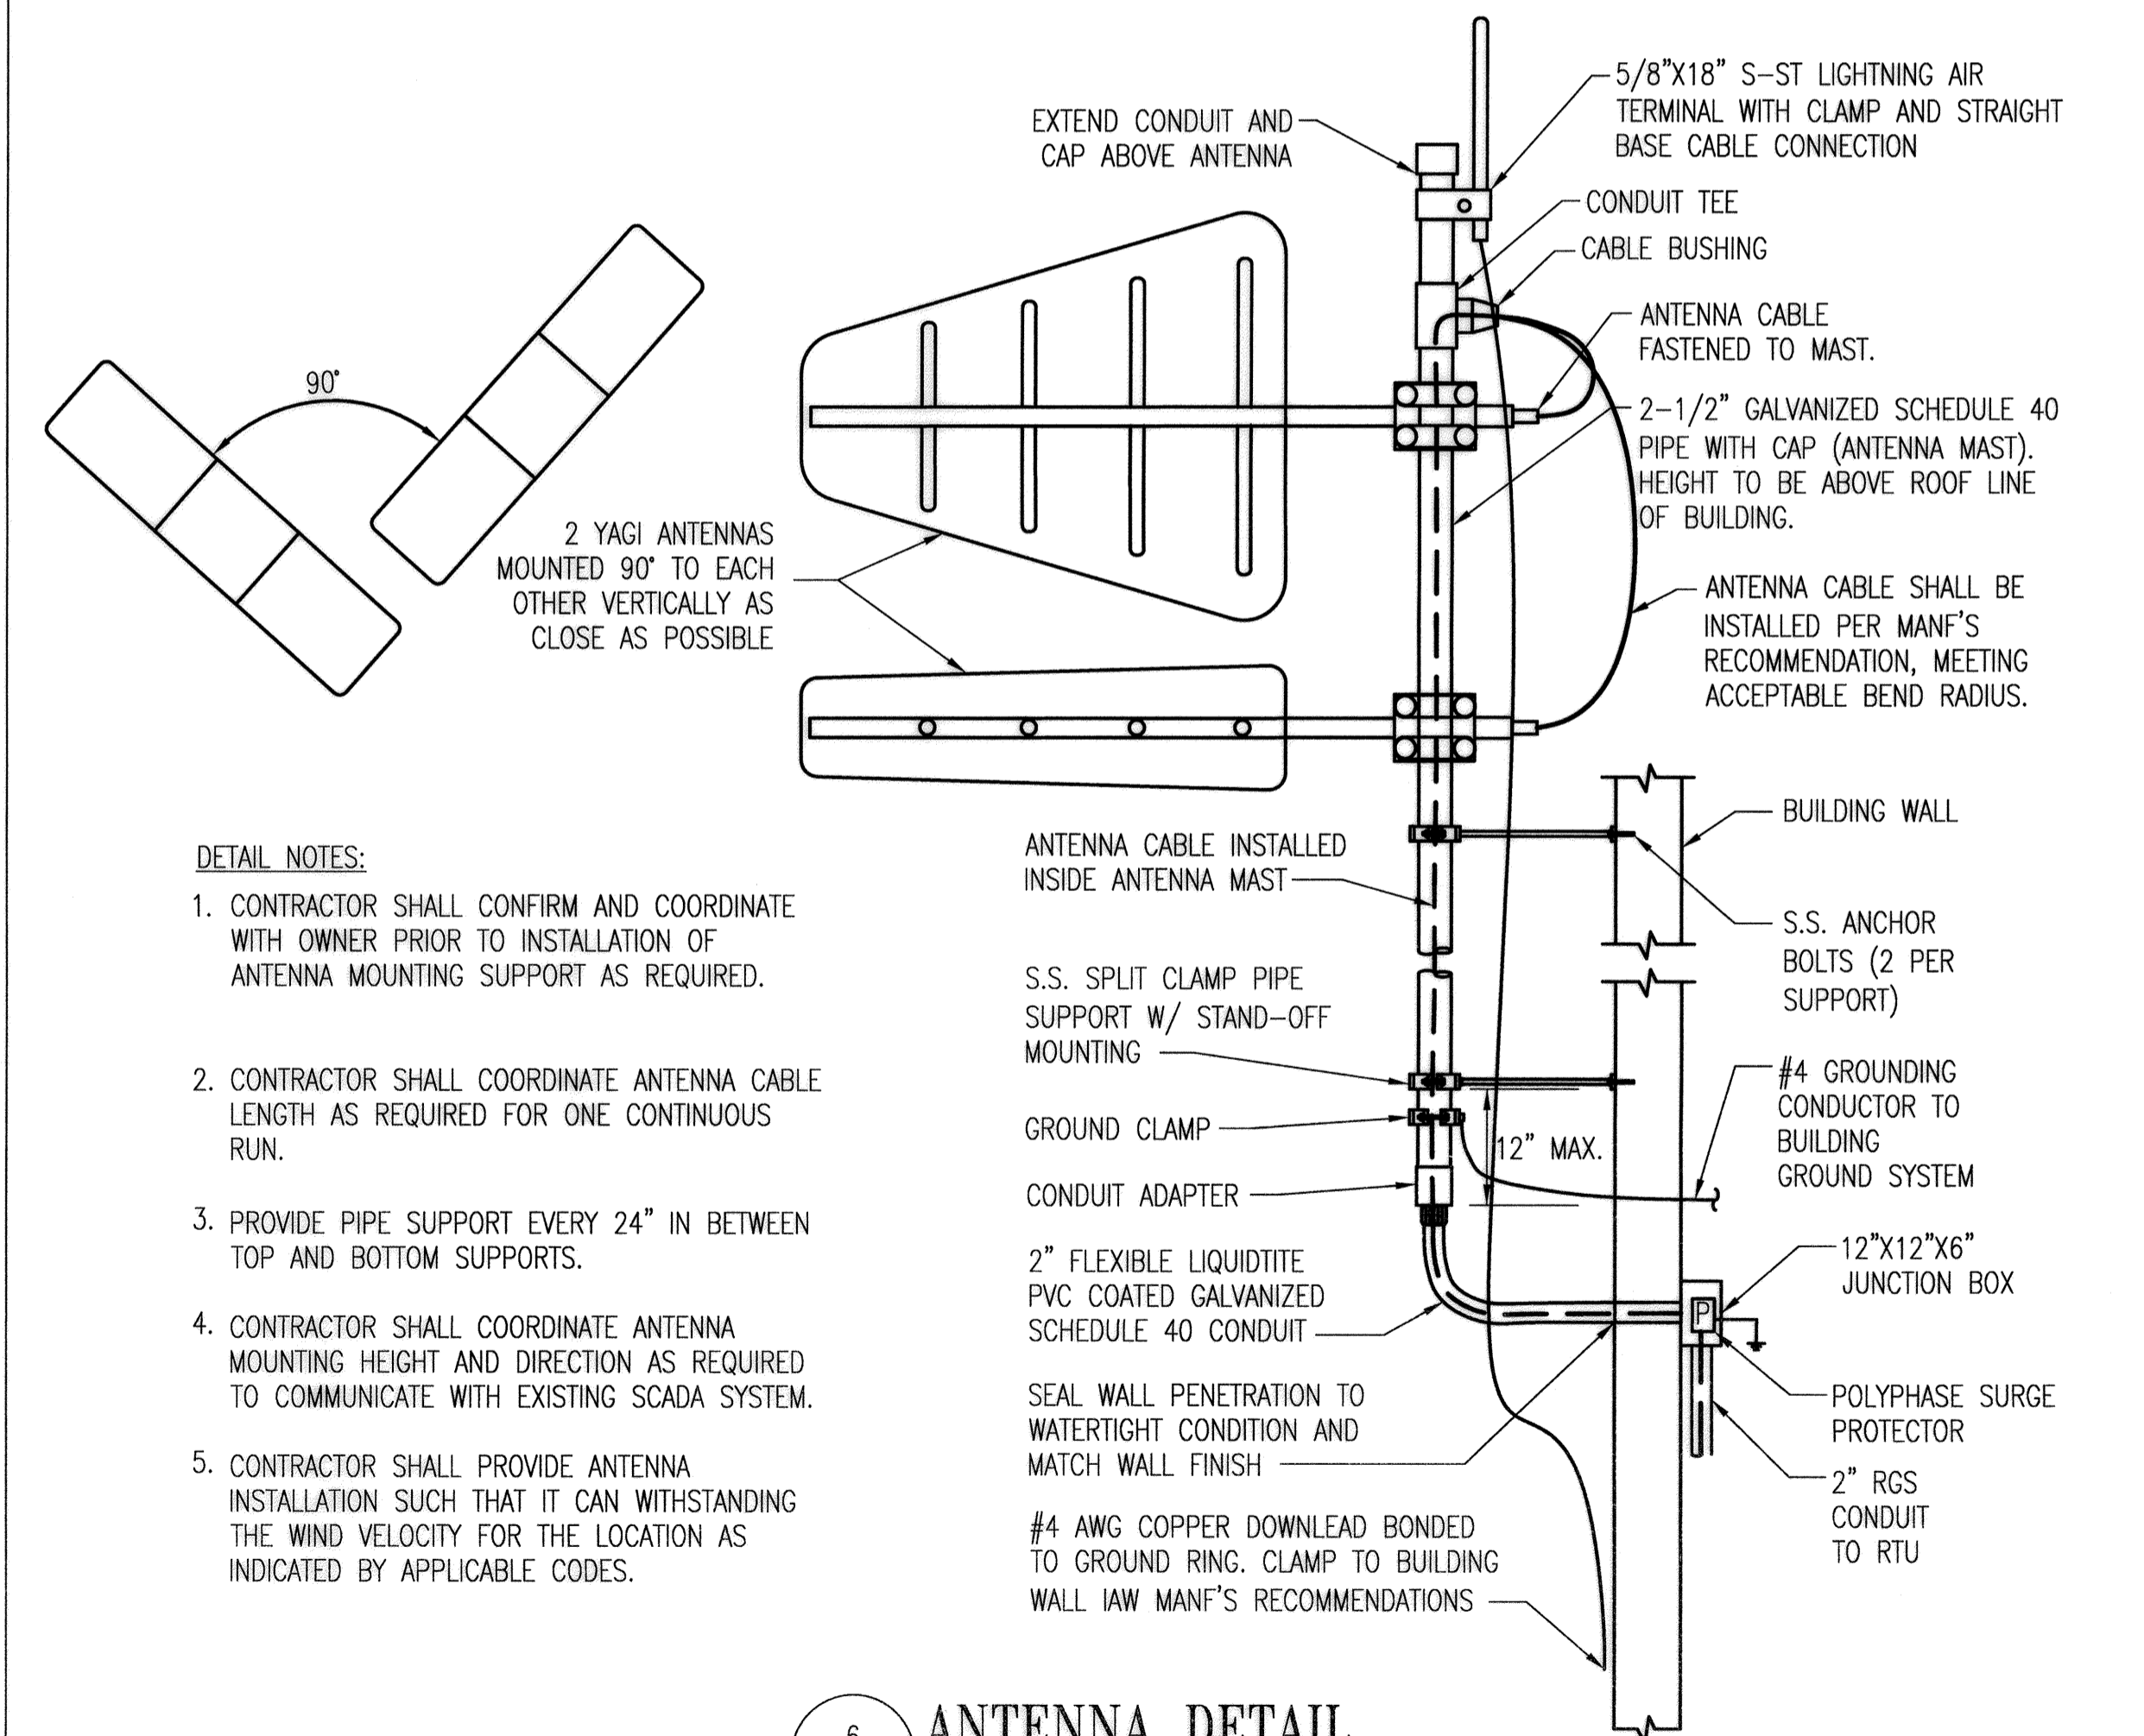 5/8"X18" S-ST LIGHTNING AIR
TERMINAL WITH CLAMP AND STRAIGHT
BASE CABLE CONNECTION
EXTEND CONDUIT AND
CAP ABOVE ANTENNA
CONDUIT TEE
CABLE BUSHING
ANTENNA CABLE
FASTENED TO MAST.
90°
2-1/2" GALVANIZED SCHEDULE 40
PIPE WITH CAP (ANTENNA MAST).
HEIGHT TO BE ABOVE ROOF LINE
OF BUILDING.
2 YAGI ANTENNAS
MOUNTED 90° TO EACH
OTHER VERTICALLY AS
CLOSE AS POSSIBLE
ANTENNA CABLE SHALL BE
INSTALLED PER MANF'S
RECOMMENDATION, MEETING
ACCEPTABLE BEND RADIUS.
BUILDING WALL
DETAIL NOTES:
1. CONTRACTOR SHALL CONFIRM AND COORDINATE
WITH OWNER PRIOR TO INSTALLATION OF
ANTENNA MOUNTING SUPPORT AS REQUIRED.
2. CONTRACTOR SHALL COORDINATE ANTENNA CABLE
LENGTH AS REQUIRED FOR ONE CONTINUOUS
RUN.
3. PROVIDE PIPE SUPPORT EVERY 24" IN BETWEEN
TOP AND BOTTOM SUPPORTS.
4. CONTRACTOR SHALL COORDINATE ANTENNA
MOUNTING HEIGHT AND DIRECTION AS REQUIRED
TO COMMUNICATE WITH EXISTING SCADA SYSTEM.
5. CONTRACTOR SHALL PROVIDE ANTENNA
INSTALLATION SUCH THAT IT CAN WITHSTANDING
THE WIND VELOCITY FOR THE LOCATION AS
INDICATED BY APPLICABLE CODES.
ANTENNA CABLE INSTALLED
INSIDE ANTENNA MAST
S.S. ANCHOR
BOLTS (2 PER
SUPPORT)
S.S. SPLIT CLAMP PIPE
SUPPORT W/ STAND-OFF
MOUNTING
#4 GROUNDING
CONDUCTOR TO
BUILDING
GROUND SYSTEM
GROUND CLAMP
12" MAX.
CONDUIT ADAPTER
12"X12"X6"
JUNCTION BOX
2" FLEXIBLE LIQUIDTITE
PVC COATED GALVANIZED
SCHEDULE 40 CONDUIT
P
SEAL WALL PENETRATION TO
WATERTIGHT CONDITION AND
MATCH WALL FINISH
POLYPHASE SURGE
PROTECTOR
2" RGS
CONDUIT
TO RTU
#4 AWG COPPER DOWNLEAD BONDED
TO GROUND RING. CLAMP TO BUILDING
WALL IAW MANF'S RECOMMENDATIONS
6
ANTENNA DETAIL